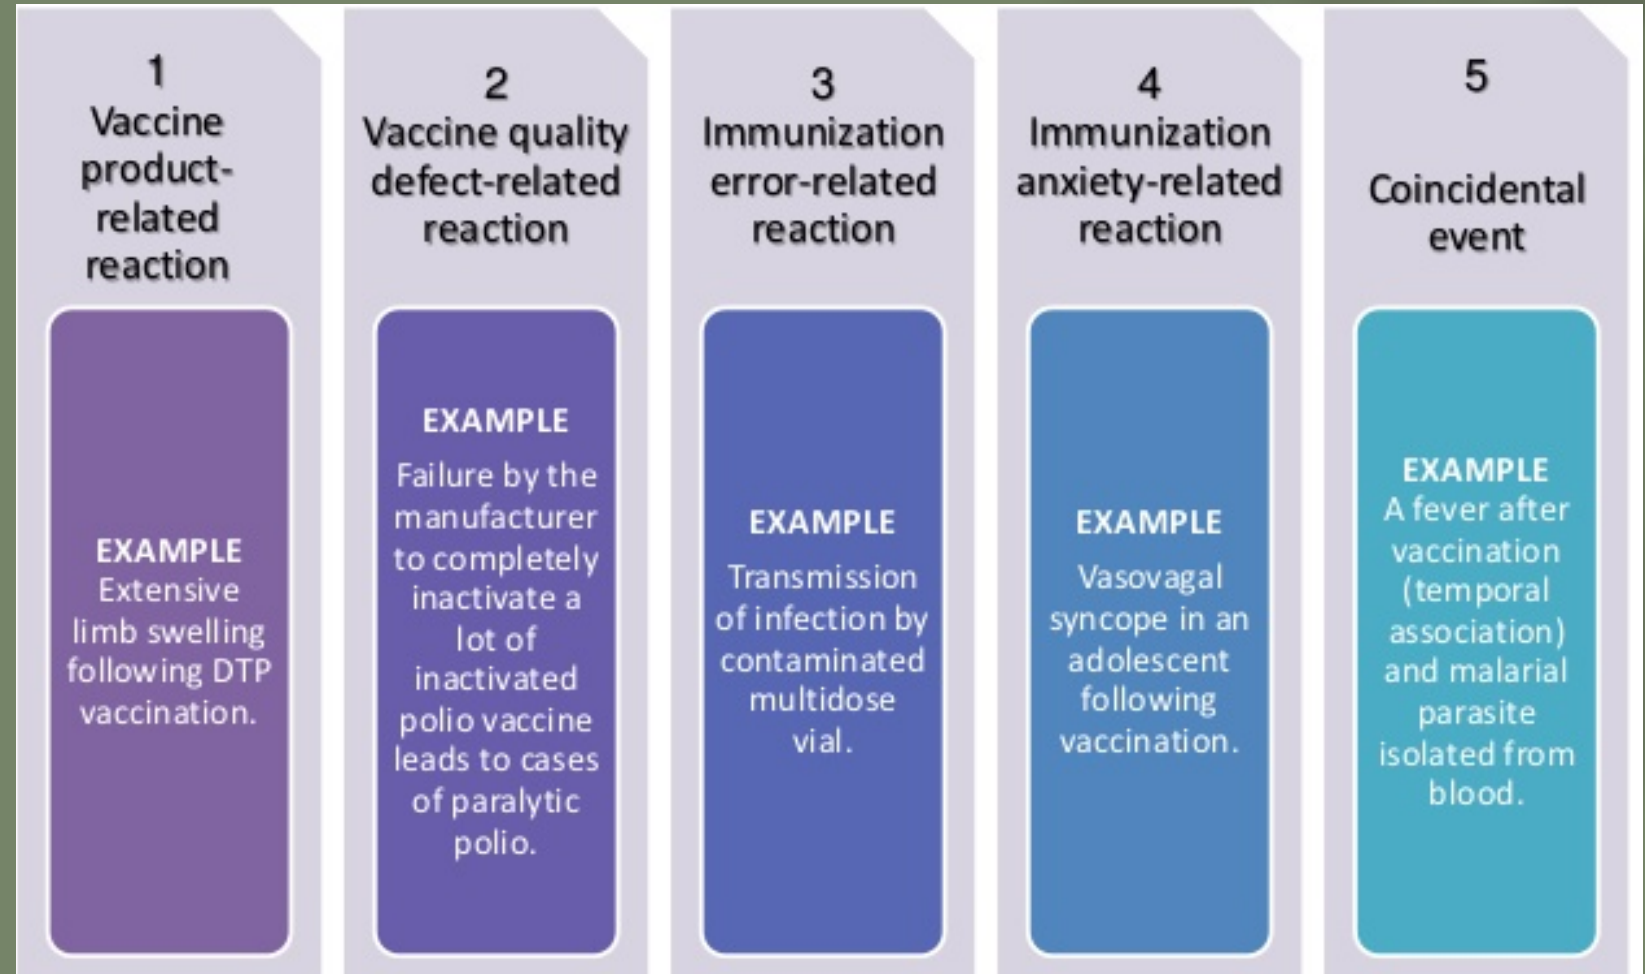 1
Vaccine
product-
related
reaction
EXAMPLE
Extensive
limb swelling
following DTP
vaccination.
2
Vaccine quality
defect-related
reaction
EXAMPLE
Failure by the
manufacturer
to completely
inactivate a
lot of
inactivated
polio vaccine
leads to cases
of paralytic
polio.
3
Immunization
error-related
reaction
EXAMPLE
Transmission
of infection by
contaminated
multidose
vial.
4
Immunization
anxiety-related
reaction
EXAMPLE
Vasovagal
syncope in an
adolescent
following
vaccination.
5
Coincidental
event
EXAMPLE
A fever after
vaccination
(temporal
association)
and malarial
parasite
isolated from
blood.